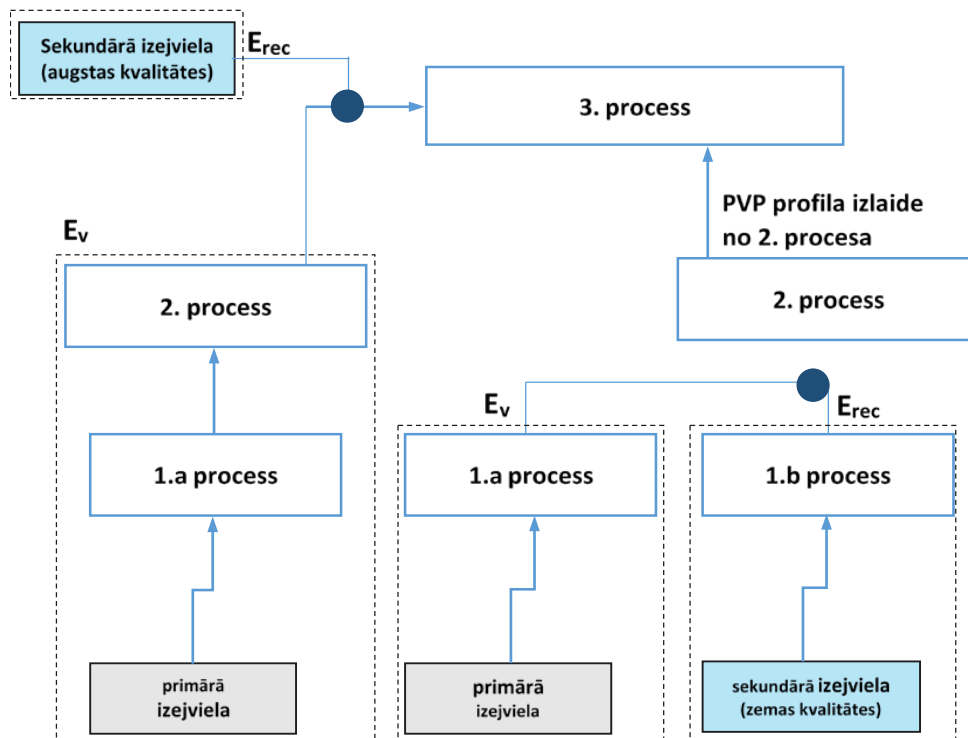 Sekundārā izejviela
(augstas kvalitātes)
Erec
3. process
PVP profila izlaide
no 2. procesa
Ev
2. process
2. process
Ev
Erec
1.a process
1.a process
1.b process
primārā
izejviela
primārā
izejviela
sekundārā izejviela
(zemas kvalitātes)